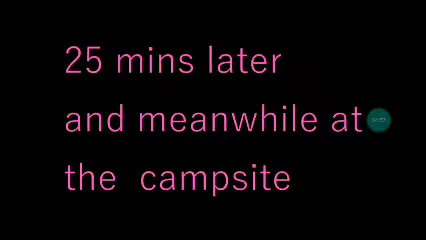 25 mins later
and meanwhile at
the  campsite